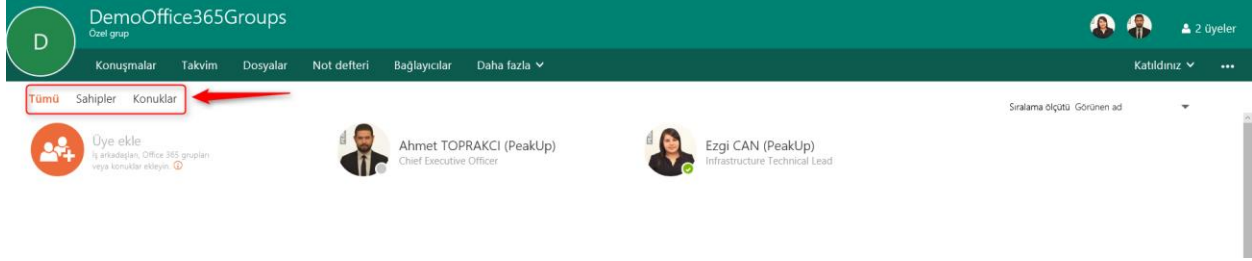 D
DemoOffice365Groups
Özel grup
2 üyeler
Konuşmalar Takvim Dosyalar Not defteri Bağlayıcılar Daha fazla
Katıldınız
Tümü Sahipler Konuklar
Sıralama ölçütü Görünen ad
Üye ekle
İş arkadaşları, Office 365 grupları
veya konuklar ekleyin.
Ahmet TOPRAKCI (PeakUp)
Chief Executive Officer
Ezgi CAN (PeakUp)
Infrastructure Technical Lead